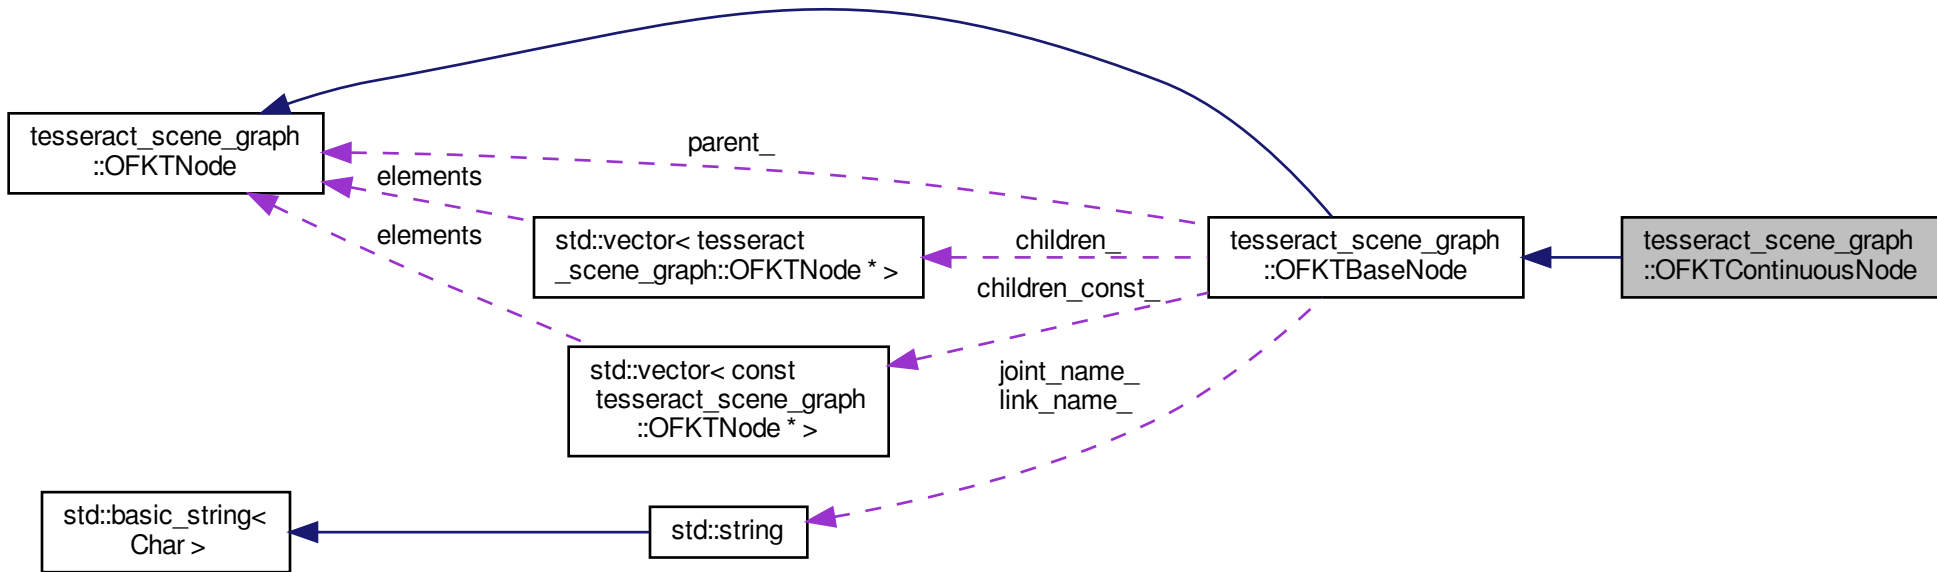 tesseract_scene_graph
::OFKTNode
parent_
elements
elements
std::vector< tesseract
_scene_graph::OFKTNode * >
children_
children_const_
tesseract_scene_graph
::OFKTBaseNode
tesseract_scene_graph
::OFKTContinuousNode
std::vector< const
tesseract_scene_graph
::OFKTNode * >
joint_name_
link_name_
std::basic_string<
Char >
std::string